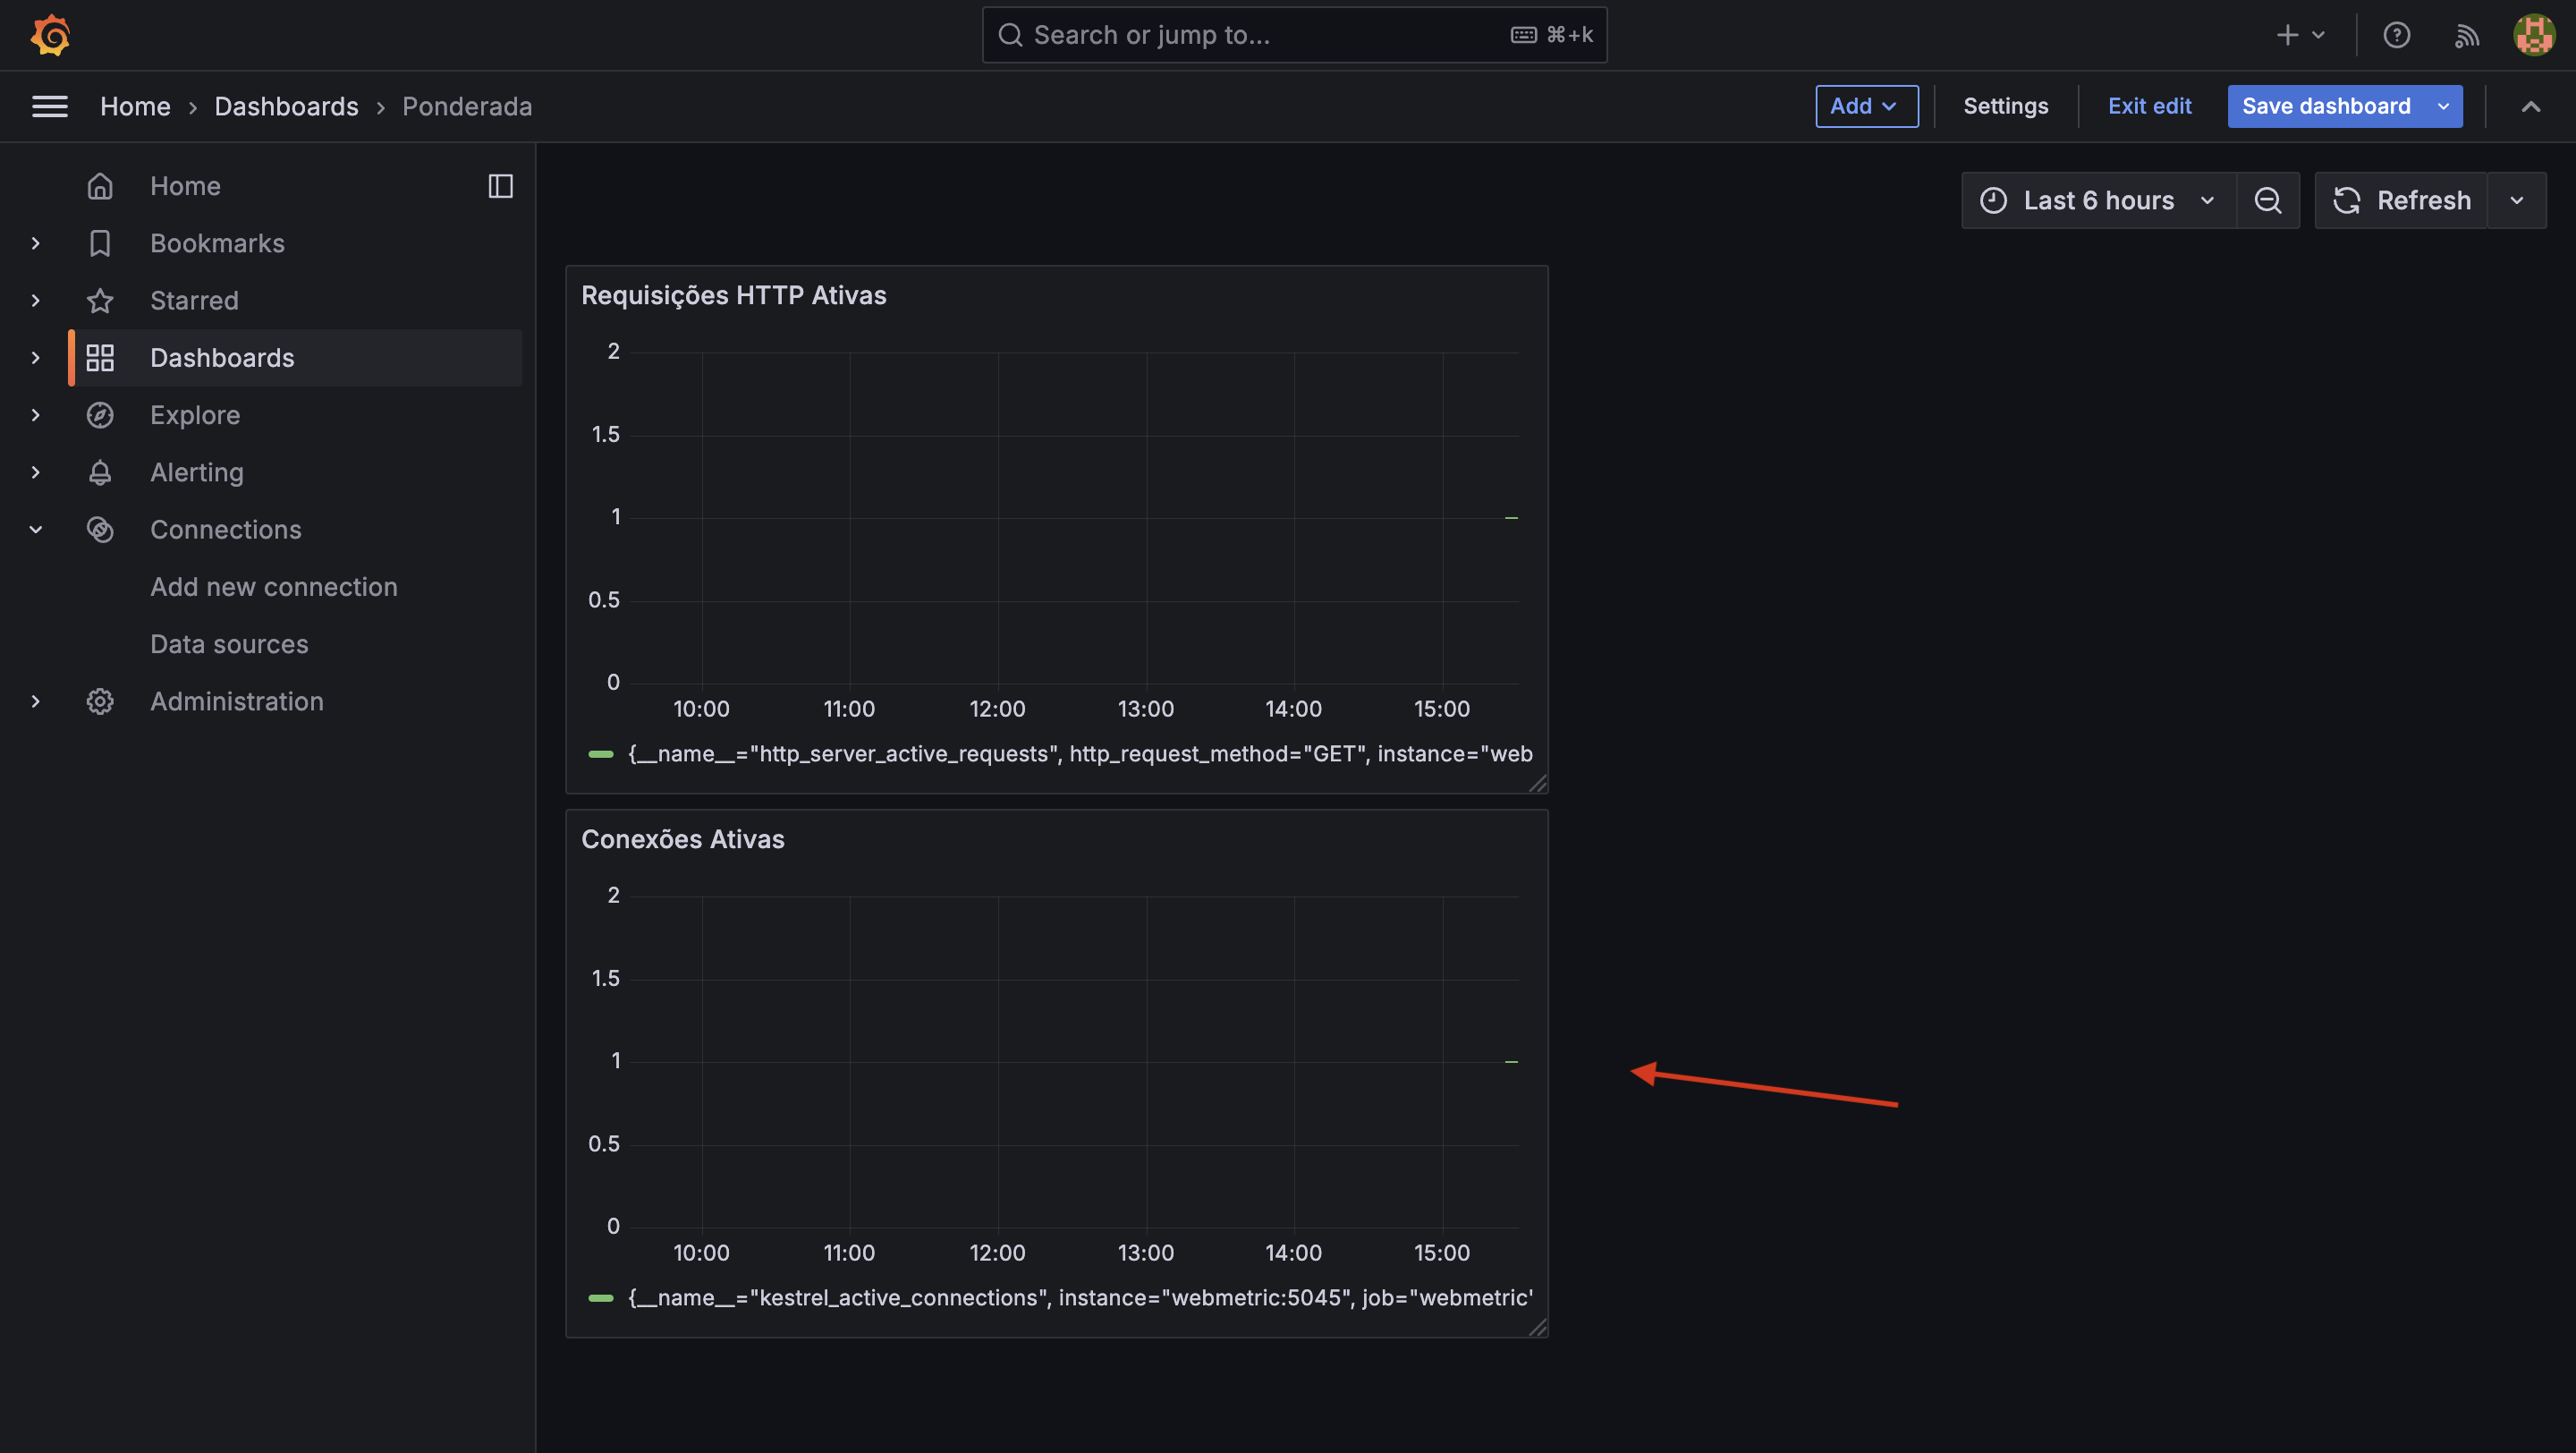 Search or jump to...
⌘+k
Home
Dashboards
Ponderada
Add
Settings
Exit edit
Save dashboard
Home
Bookmarks
Starred
Dashboards
Explore
Alerting
Connections
Add new connection
Data sources
Administration
Last 6 hours
Refresh
Requisições HTTP Ativas
2
1.5
1
0.5
0
10:00 11:00 12:00 13:00 14:00 15:00
{__name__="http_server_active_requests", http_request_method="GET", instance="web
Conexões Ativas
2
1.5
1
0.5
0
10:00 11:00 12:00 13:00 14:00 15:00
{__name__="kestrel_active_connections", instance="webmetric:5045", job="webmetric'